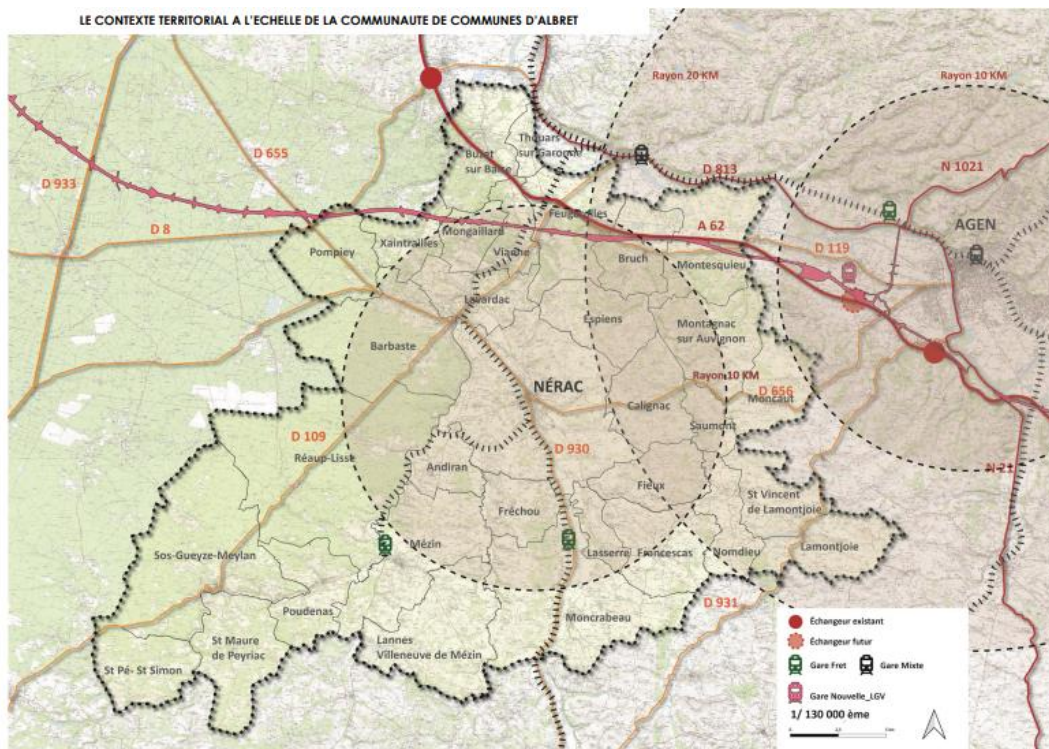 LE CONTEXTE TERRITORIAL A L'ECHELLE DE LA COMMUNAUTE DE COMMUNES D'ALBRET
Rayon 20 KM
Rayon 10 KM
D 655
Thouars
sur Garonne
Buzet
sur Baïse
D 813
N 1021
D 933
Feugarolles
AGEN
D 8
Mongaillard
A 62
D 119
Xaintrailles
Vianne
Bruch
Pompiey
Montesquieu
Lavardac
Espiens
Montagnac
sur Auvignon
Barbaste
Rayon 10 KM
NÉRAC
D 656
Moncaut
Calignac
Saumont
D 109
D 930
Réaup-Lisse
Andiran
N 21
Fieux
St Vincent
de Lamontjoie
Fréchou
Mézin
Sos-Gueyze-Meylan
Lasserre
Francescas
Nomdieu
Lamontjoie
D 931
Poudenas
Moncrabeau
St Maure
de Peyriac
Lannes
Villeneuve de Mézin
St Pé- St Simon
Échangeur existant
Échangeur futur
Gare Fret
Gare Mixte
Gare Nouvelle_LGV
1/ 130 000 ème